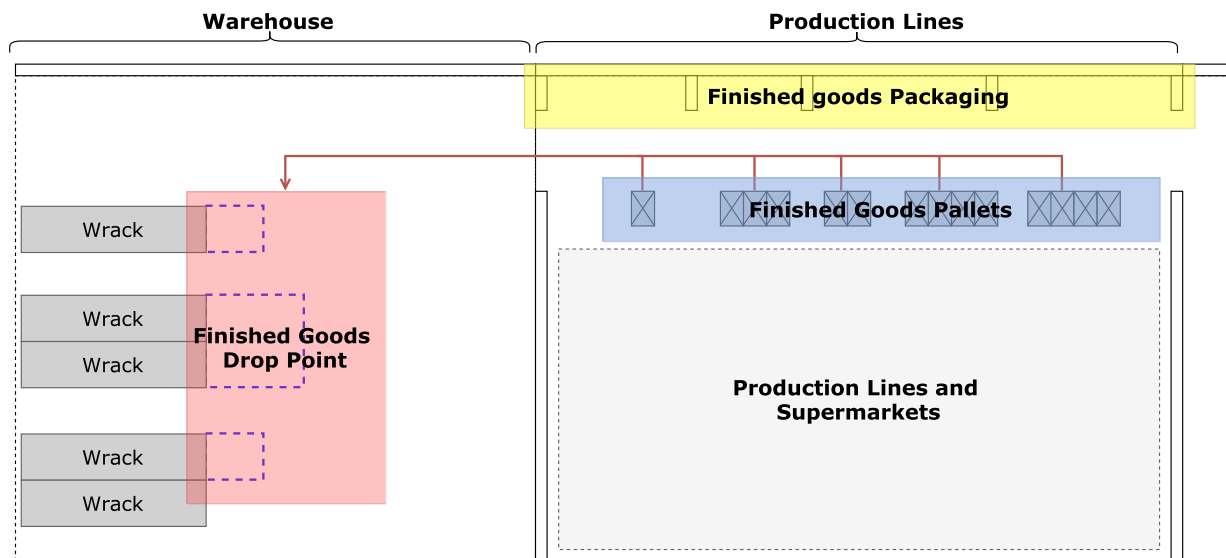 Warehouse
Production Lines
Finished goods Packaging
Finished Goods Pallets
Wrack
Wrack
Wrack
Finished Goods
Drop Point
Production Lines and
Supermarkets
Wrack
Wrack